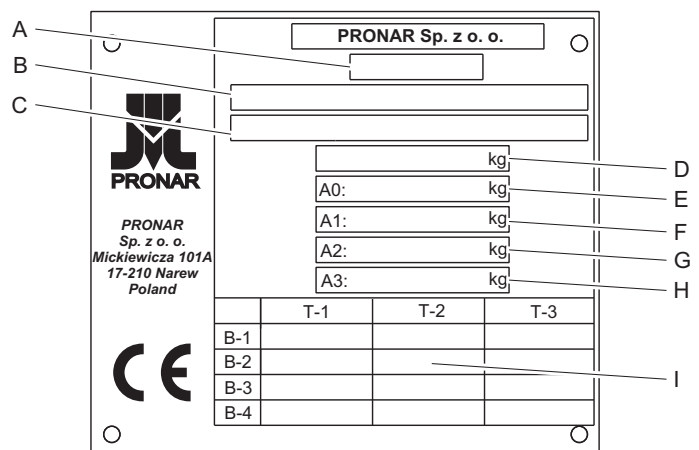 PRONAR Sp. z o. o.
A
B
C
kg
D
A0: kg
E
A1: kg
F
A2: kg
G
A3: kg
H
PRONAR
PRONAR
Sp. z o. o.
Mickiewicza 101A
17-210 Narew
Poland
CE
T-1 T-2 T-3
B-1
B-2
I
B-3
B-4